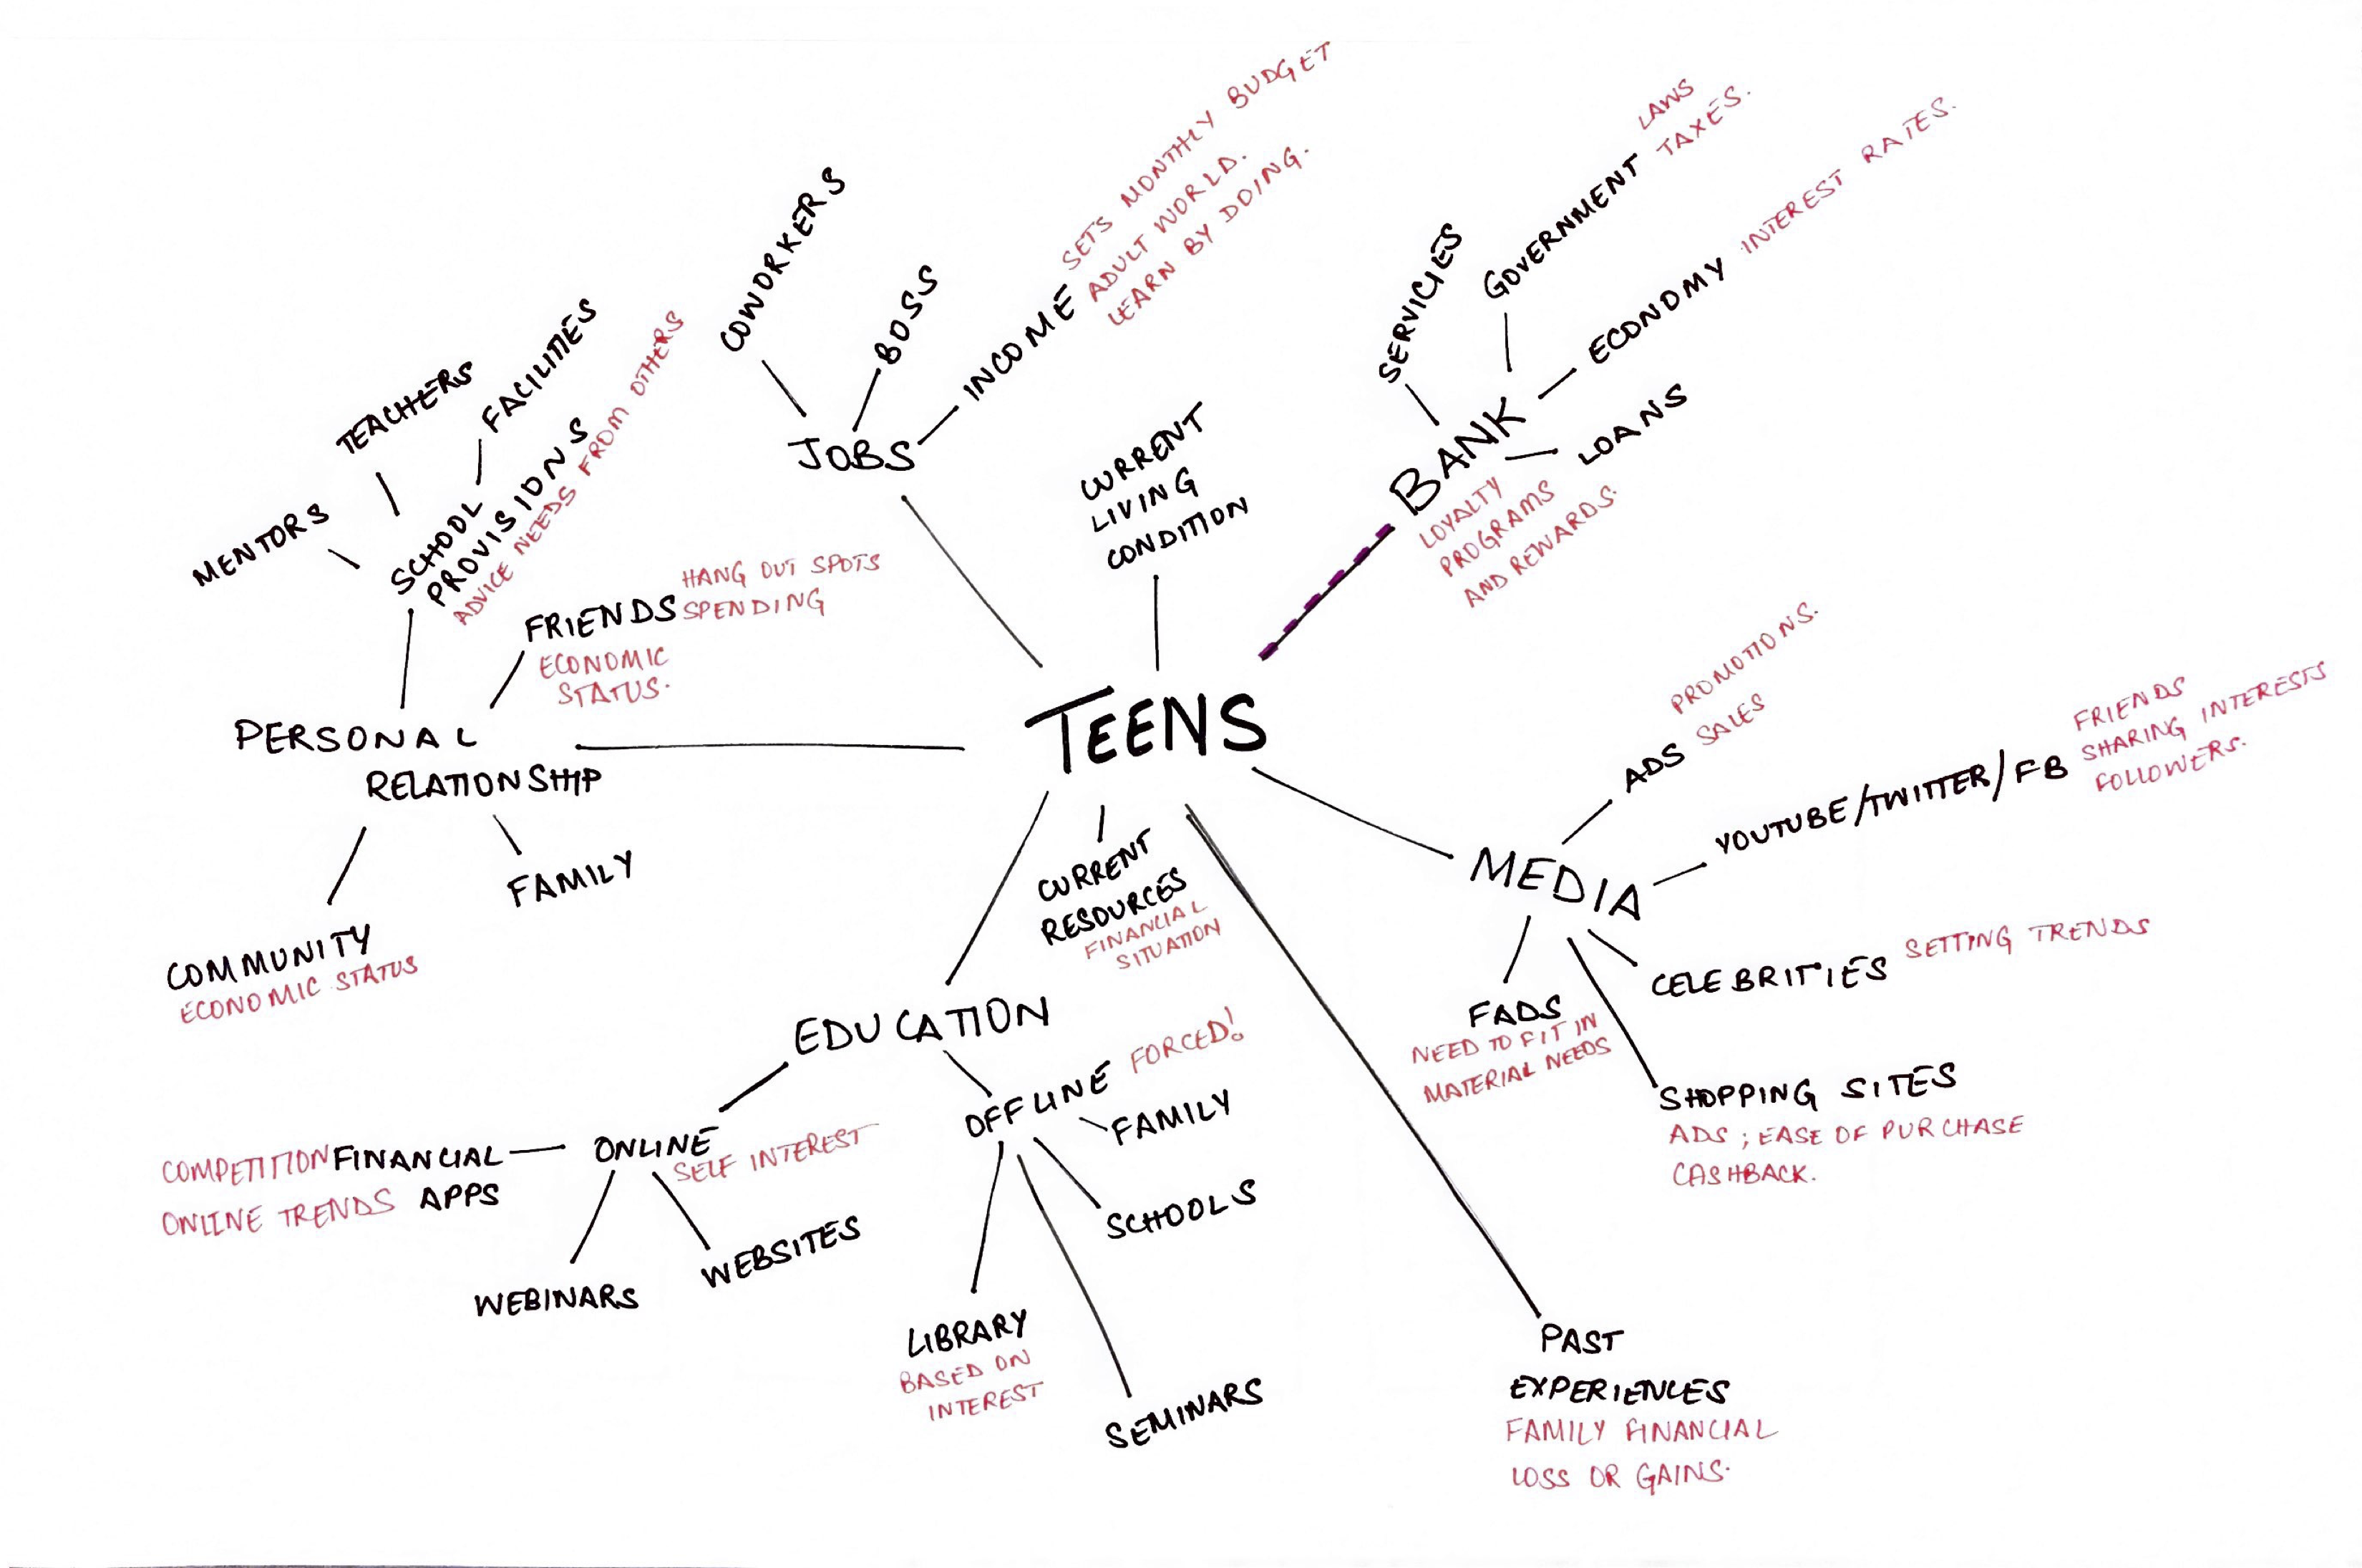 TEENS
JOBS
COWORKERS
BOSS
INCOME
SETS MONTHLY BUDGET
ADULT WORLD.
LEARN BY DOING.
CURRENT
LIVING
CONDITION
BANK
LOYALTY
PROGRAMS
AND REWARDS.
SERVICIES
GOVERNMENT
LAWS
TAXES.
ECONOMY
INTEREST RATES.
LOANS
MEDIA
ADS
PROMOTIONS.
SALES
YOUTUBE/TWITTER/FB
FRIENDS
SHARING INTERESTS
FOLLOWERS.
CELEBRITIES
SETTING TRENDS
SHOPPING SITES
ADS ; EASE OF PURCHASE
CASHBACK.
FADS
NEED TO FIT IN
MATERIAL NEEDS
PAST
EXPERIENCES
FAMILY FINANCIAL
LOSS OR GAINS.
CURRENT
RESOURCES
FINANCIAL
SITUATION
EDUCATION
OFFLINE
FORCED!
FAMILY
SCHOOLS
SEMINARS
LIBRARY
BASED ON
INTEREST
ONLINE
SELF INTEREST
WEBSITES
WEBINARS
FINANCIAL
APPS
COMPETITION
ONLINE TRENDS
PERSONAL
RELATIONSHIP
FAMILY
COMMUNITY
ECONOMIC STATUS
FRIENDS
HANG OUT SPOTS
SPENDING
ECONOMIC
STATUS.
SCHOOL
PROVISIONS
ADVICE NEEDS FROM OTHERS
MENTORS
TEACHERS
FACILITIES